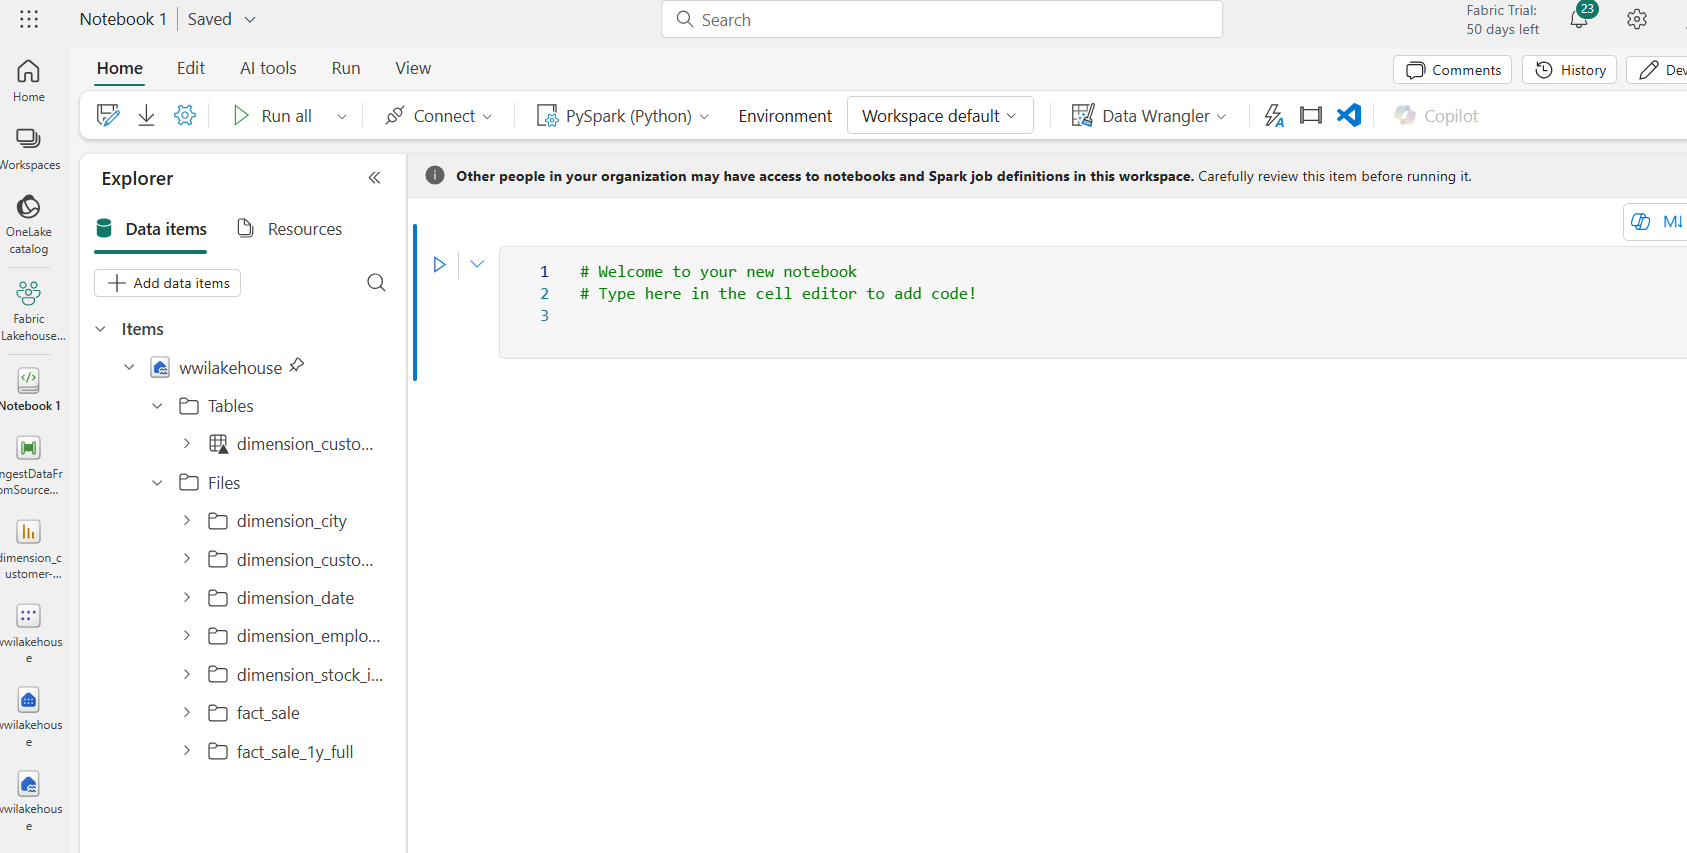 Notebook 1 Saved
Search
Fabric Trial:
50 days left
23
Home Edit AI tools Run View
Comments History
Run all Connect PySpark (Python) Environment Workspace default Data Wrangler Copilot
Home
Workspaces
OneLake
catalog
Fabric
Lakehouse...
Notebook 1
ngestDataFr
omSource...
dimension_c
ustomer-...
wwilakehous
e
wwilakehous
e
wwilakehous
e
Explorer
Data items Resources
Add data items
Items
wwilakehouse
Tables
dimension_custo...
Files
dimension_city
dimension_custo...
dimension_date
dimension_emplo...
dimension_stock_i...
fact_sale
fact_sale_1y_full
Other people in your organization may have access to notebooks and Spark job definitions in this workspace. Carefully review this item before running it.
M↓
1 # Welcome to your new notebook
2 # Type here in the cell editor to add code!
3